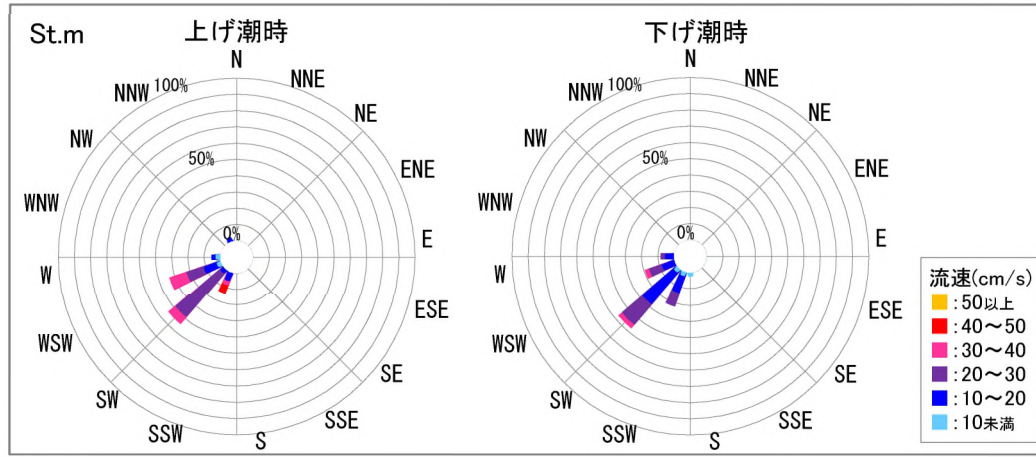 St.m
上げ潮時
N
NNE
NE
ENE
E
ESE
SE
SSE
S
SSW
SW
WSW
W
WNW
NW
NNW
100%
50%
0%
下げ潮時
N
NNE
NE
ENE
E
ESE
SE
SSE
S
SSW
SW
WSW
W
WNW
NW
NNW
100%
50%
0%
流速(cm/s)
:50以上
:40～50
:30～40
:20～30
:10～20
:10未満